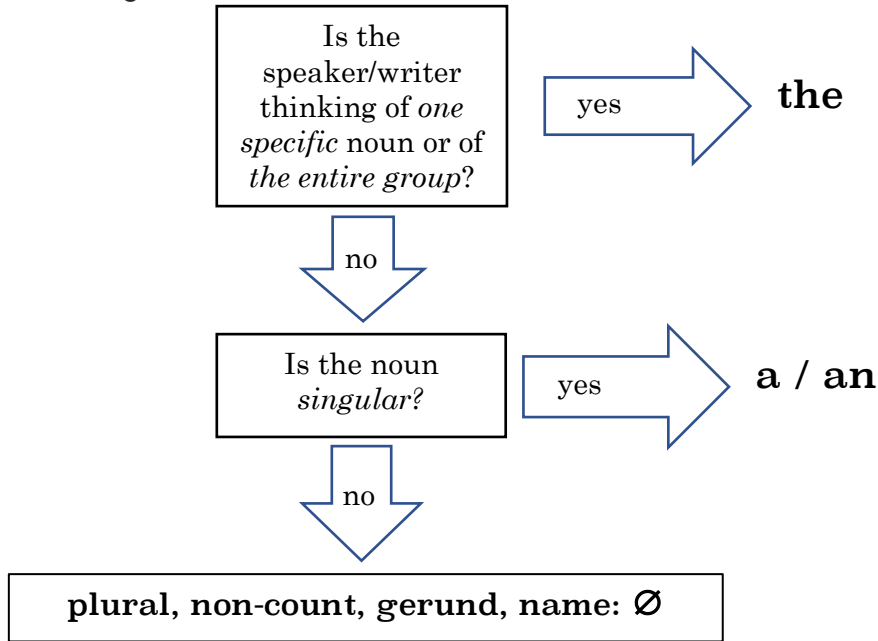 Is the
speaker/writer
thinking of one
specific noun or of
the entire group?
yes
the
no
Is the noun
singular?
yes
a / an
no
plural, non-count, gerund, name: Ø